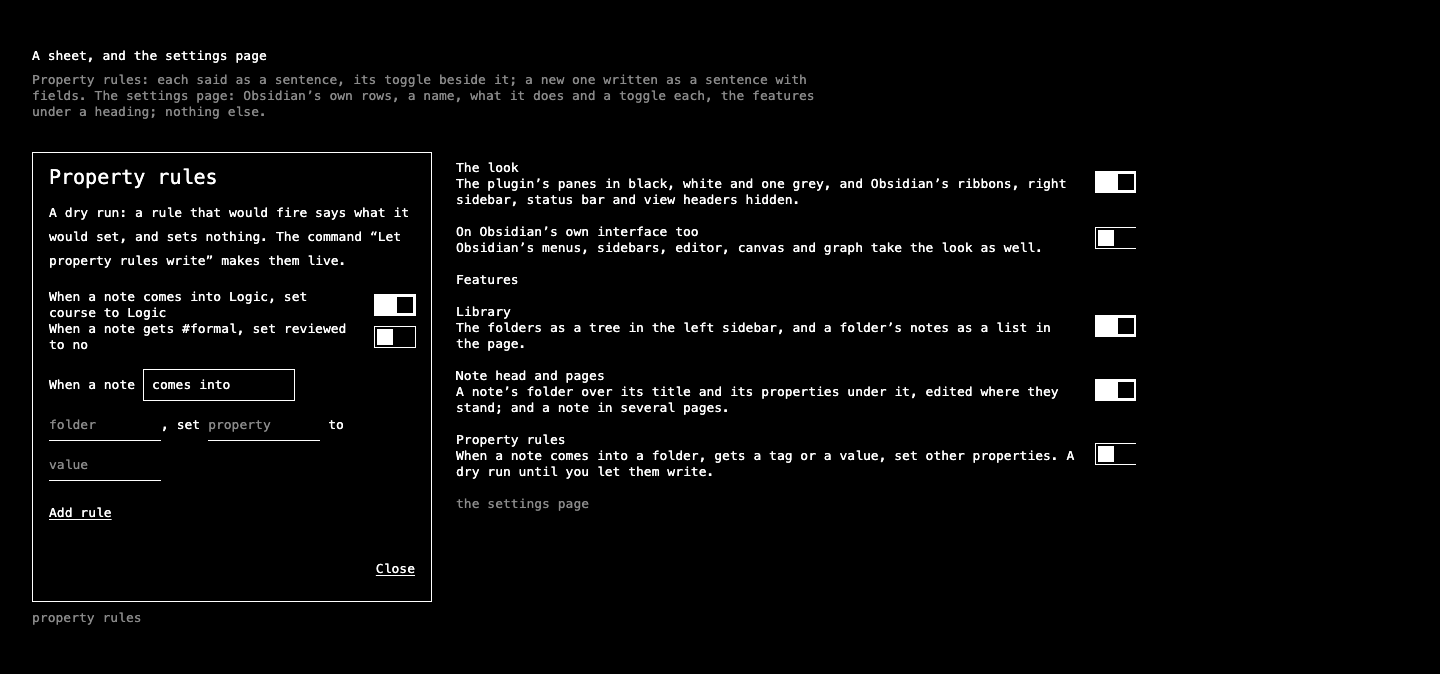 A sheet, and the settings page
Property rules: each said as a sentence, its toggle beside it; a new one written as a sentence with
fields. The settings page: Obsidian’s own rows, a name, what it does and a toggle each, the features
under a heading; nothing else.
Property rules
A dry run: a rule that would fire says what it
would set, and sets nothing. The command “Let
property rules write” makes them live.
When a note comes into Logic, set
course to Logic
When a note gets #formal, set reviewed
to no
When a note comes into
folder , set property to
value
Add rule
Close
property rules
The look
The plugin’s panes in black, white and one grey, and Obsidian’s ribbons, right
sidebar, status bar and view headers hidden.
On Obsidian’s own interface too
Obsidian’s menus, sidebars, editor, canvas and graph take the look as well.
Features
Library
The folders as a tree in the left sidebar, and a folder’s notes as a list in
the page.
Note head and pages
A note’s folder over its title and its properties under it, edited where they
stand; and a note in several pages.
Property rules
When a note comes into a folder, gets a tag or a value, set other properties. A
dry run until you let them write.
the settings page